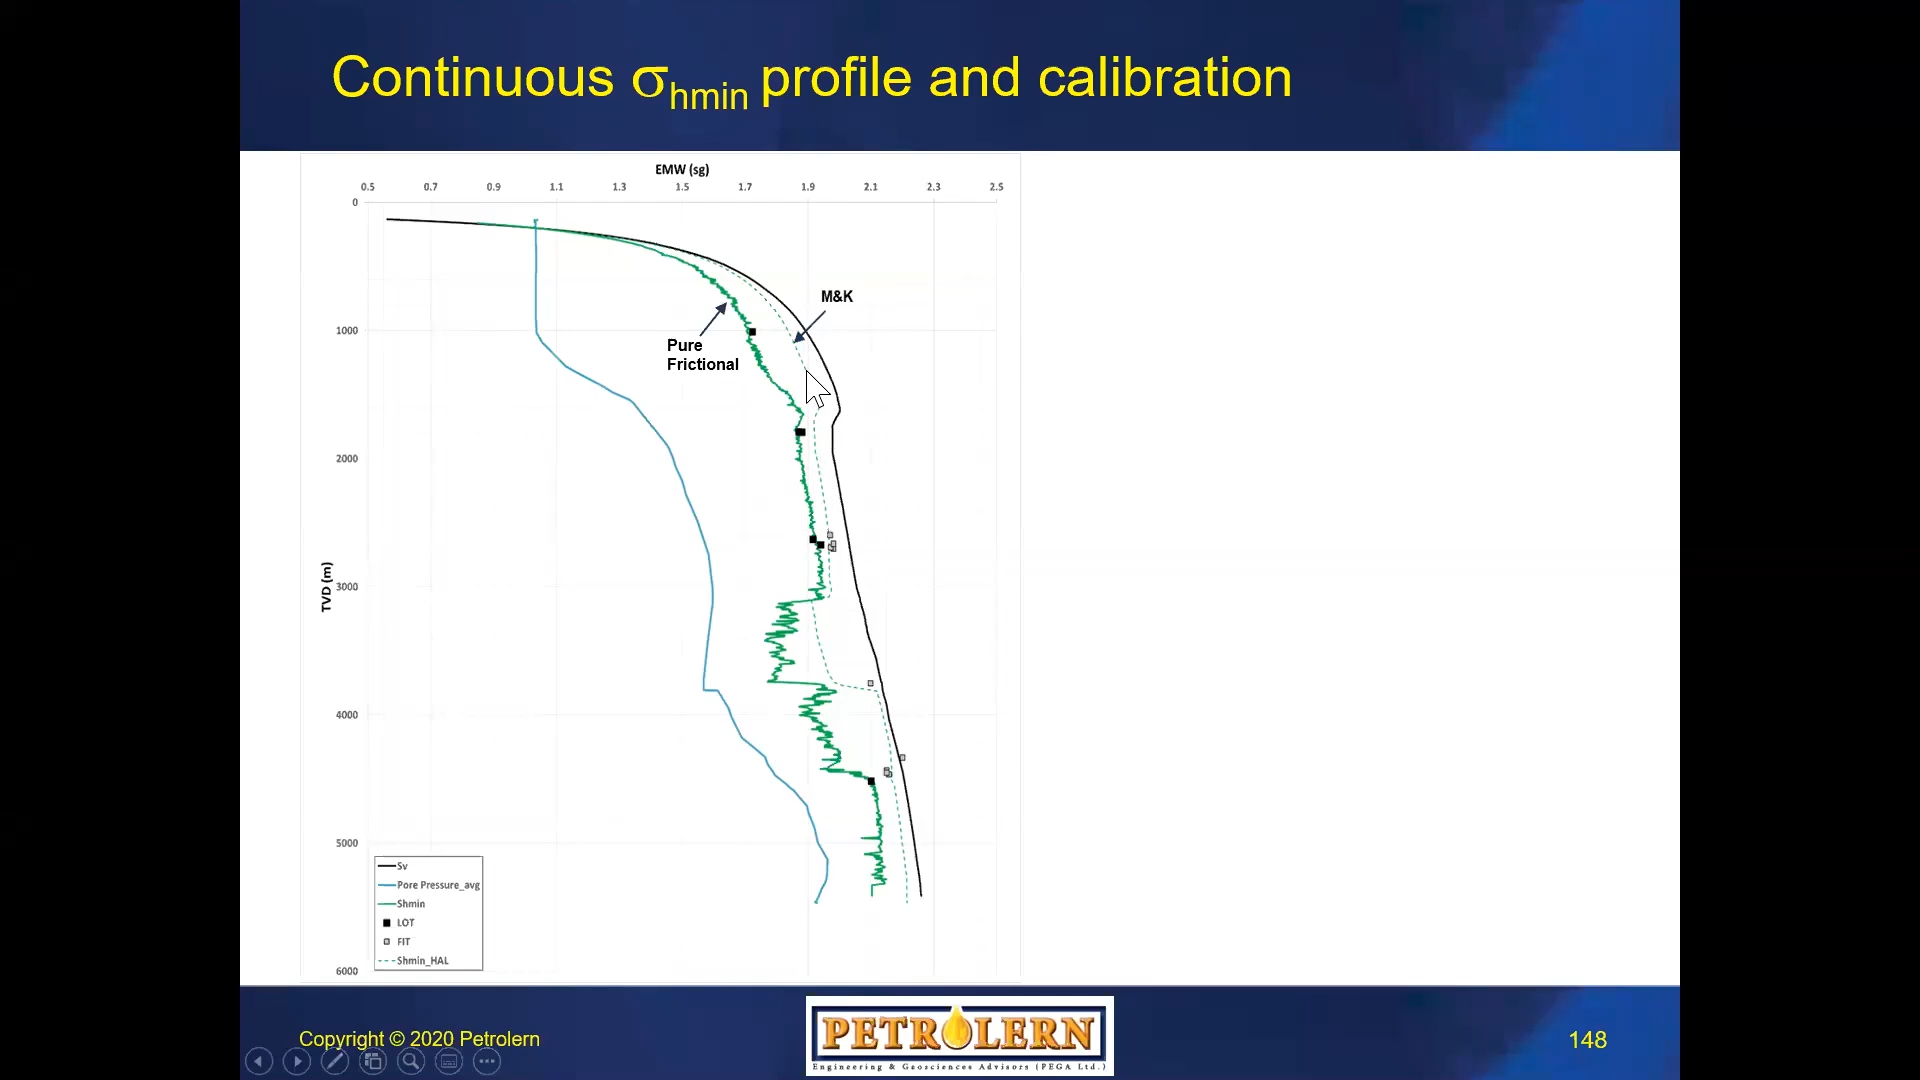 Continuous σhmin profile and calibration
EMW (sg)
0.5 0.7 0.9 1.1 1.3 1.5 1.7 1.9 2.1 2.3 2.5
0
M&K
1000
Pure
Frictional
2000
TVD (m)
3000
4000
5000
Sv
Pore Pressure_avg
Shmin
LOT
FIT
Shmin_HAL
6000
Copyright © 2020 Petrolern
PETROLERN
Engineering & Geosciences Advisors (PEGA Ltd.)
148